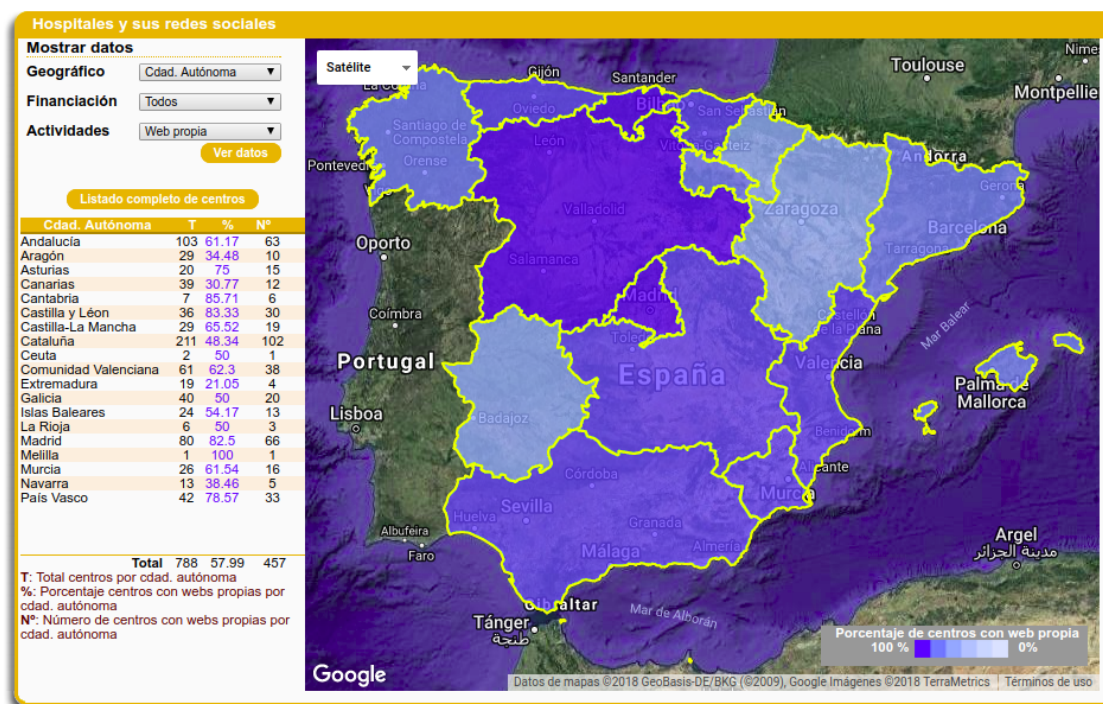 Hospitales y sus redes sociales
Mostrar datos
Geográfico Cdad. Autónoma
Financiación Todos
Actividades Web propia
Ver datos
Listado completo de centros
Cdad. Autónoma T % Nº
Andalucía 103 61.17 63
Aragón 29 34.48 10
Asturias 20 75 15
Canarias 39 30.77 12
Cantabria 7 85.71 6
Castilla y Léon 36 83.33 30
Castilla-La Mancha 29 65.52 19
Cataluña 211 48.34 102
Ceuta 2 50 1
Comunidad Valenciana 61 62.3 38
Extremadura 19 21.05 4
Galicia 40 50 20
Islas Baleares 24 54.17 13
La Rioja 6 50 3
Madrid 80 82.5 66
Melilla 1 100 1
Murcia 26 61.54 16
Navarra 13 38.46 5
País Vasco 42 78.57 33
Total 788 57.99 457
T: Total centros por cdad. autónoma
%: Porcentaje centros con webs propias por
cdad. autónoma
Nº: Número de centros con webs propias por
cdad. autónoma
Satélite
Toulouse
Nimes
Montpellie
Gijón
Santander
La Coruña
Oviedo
Bilbao
San Sebastián
Santiago de
Compostela
León
Vitoria-Gasteiz
Andorra
Pontevedra
Orense
Vigo
Gerona
Valladolid
Zaragoza
Barcelona
Oporto
Tarragona
Salamanca
Madrid
Coímbra
Castellón
de la Plana
Mar Balear
Toledo
Portugal
Valencia
España
Palma de
Mallorca
Lisboa
Badajoz
Benidorm
Alicante
Córdoba
Murcia
Sevilla
Huelva
Granada
Albufeira
Faro
Málaga
Almería
Argel
مدينة الجزائر
Gibraltar
Mar de Alborán
Tánger
طنجة
Porcentaje de centros con web propia
100 % 0%
Google
Datos de mapas ©2018 GeoBasis-DE/BKG (©2009), Google Imágenes ©2018 TerraMetrics
Términos de uso